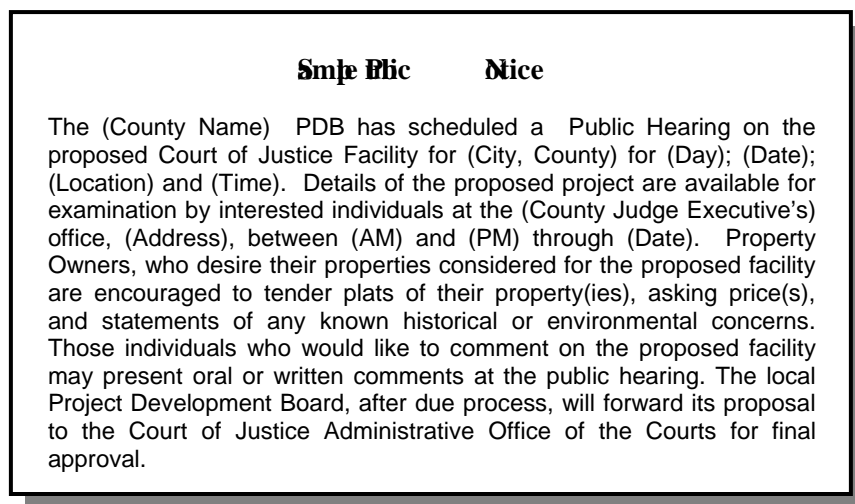 Sample Public Notice
The (County Name) PDB has scheduled a Public Hearing on the
proposed Court of Justice Facility for (City, County) for (Day); (Date);
(Location) and (Time). Details of the proposed project are available for
examination by interested individuals at the (County Judge Executive's)
office, (Address), between (AM) and (PM) through (Date). Property
Owners, who desire their properties considered for the proposed facility
are encouraged to tender plats of their property(ies), asking price(s),
and statements of any known historical or environmental concerns.
Those individuals who would like to comment on the proposed facility
may present oral or written comments at the public hearing. The local
Project Development Board, after due process, will forward its proposal
to the Court of Justice Administrative Office of the Courts for final
approval.